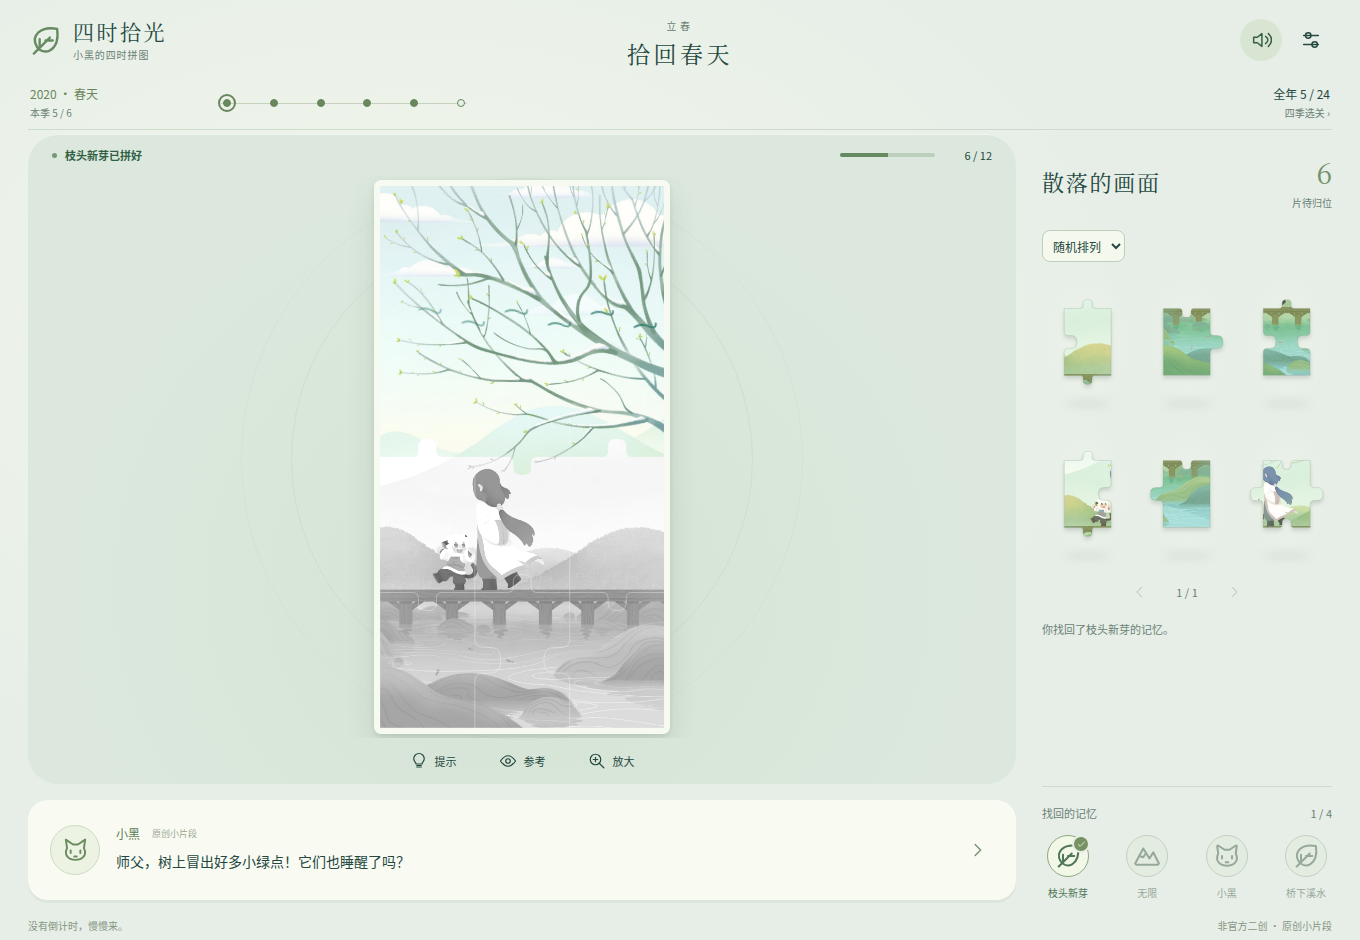 四时拾光
小黑的四时拼图
立春
拾回春天
2020 · 春天
本季 5 / 6
全年 5 / 24
四季选关 ›
枝头新芽已拼好
6 / 12
散落的画面
6
片待归位
随机排列
1 / 1
你找回了枝头新芽的记忆。
提示
参考
放大
小黑 原创小片段
师父，树上冒出好多小绿点！它们也睡醒了吗？
找回的记忆
1 / 4
枝头新芽
无限
小黑
桥下溪水
没有倒计时，慢慢来。
非官方二创 · 原创小片段